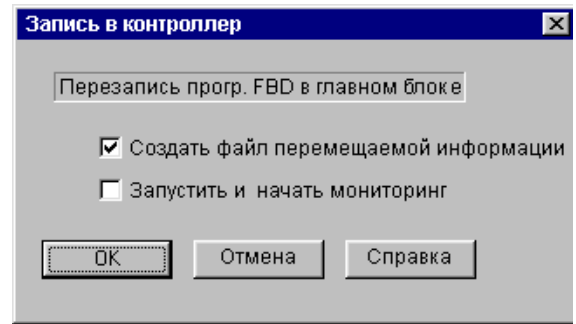 Запись в контроллер
Перезапись прогр. FBD в главном блоке
Создать файл перемещаемой информации
Запустить и начать мониторинг
OK Отмена Справка